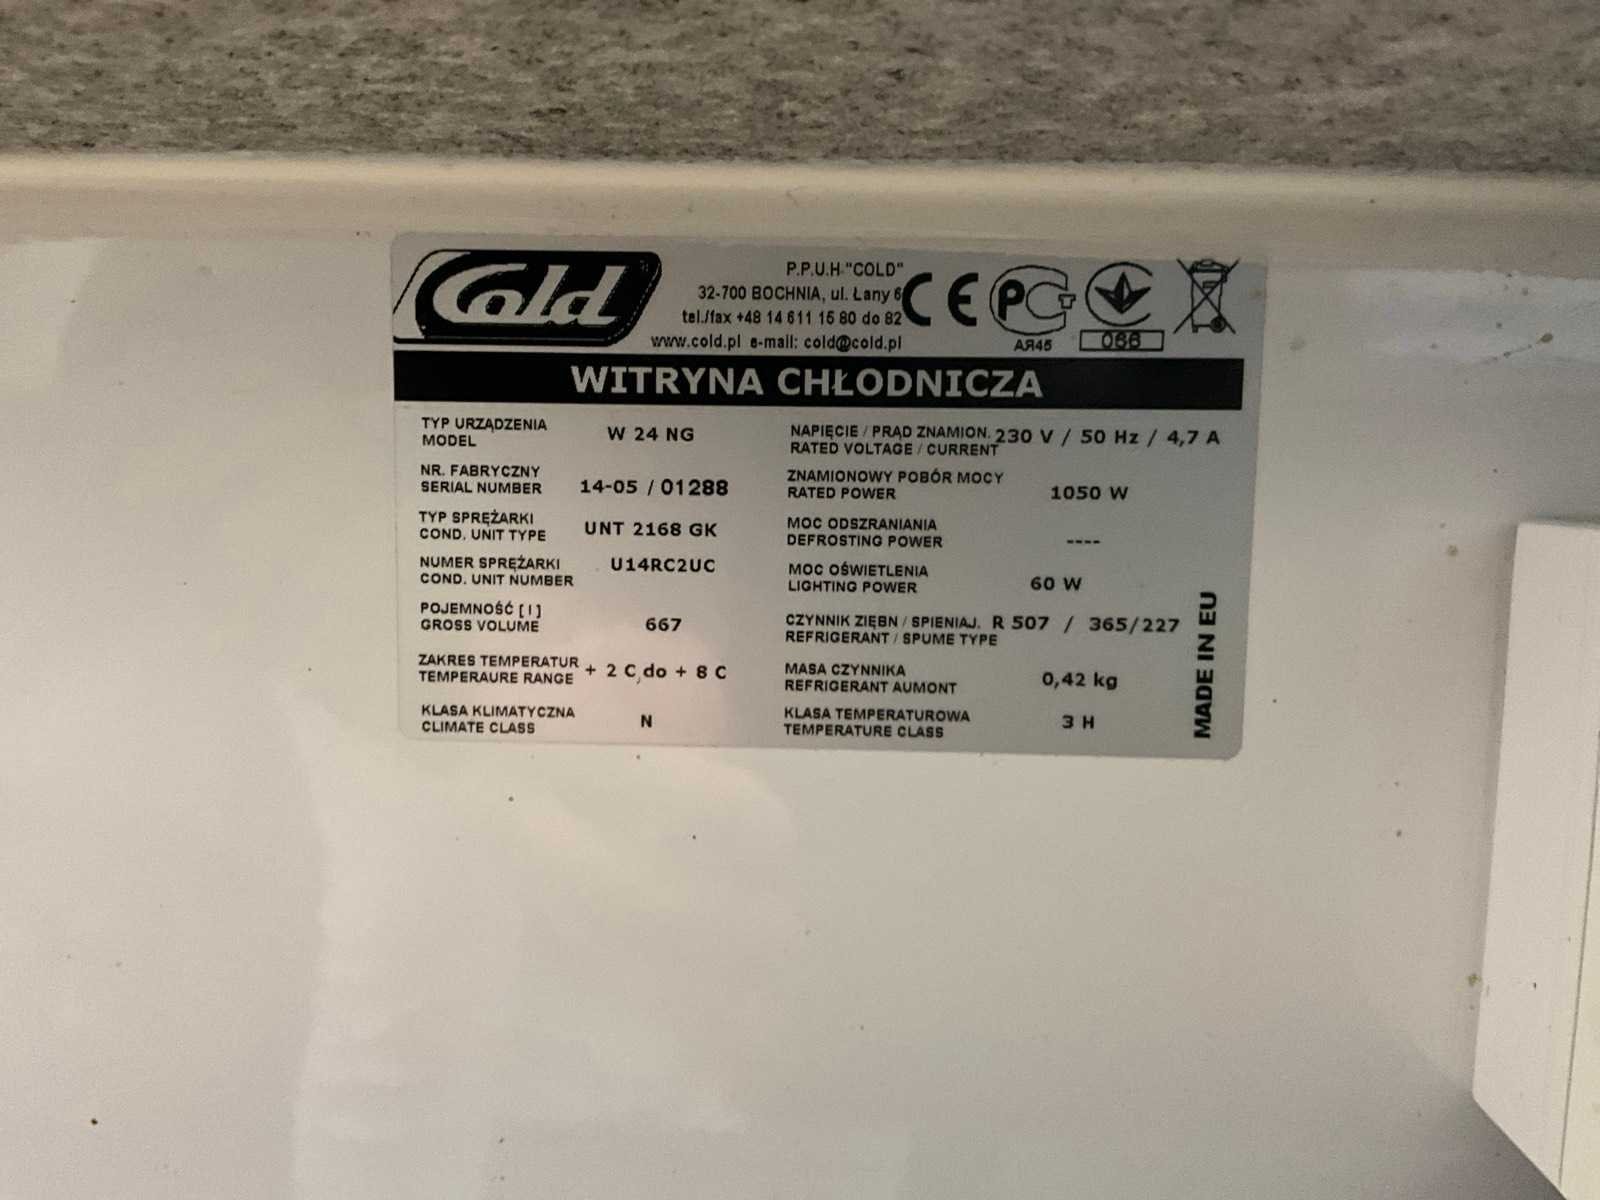 Cold
P.P.U.H. "COLD"
32-700 BOCHNIA, ul. Łany 6
tel./fax +48 14 611 15 80 do 82
www.cold.pl e-mail: cold@cold.pl
CE
PCT
АЯ45
066
WITRYNA CHŁODNICZA
TYP URZĄDZENIA
MODEL
W 24 NG
NR. FABRYCZNY
SERIAL NUMBER
14-05 / 01288
TYP SPRĘŻARKI
COND. UNIT TYPE
UNT 2168 GK
NUMER SPRĘŻARKI
COND. UNIT NUMBER
U14RC2UC
POJEMNOŚĆ [ l ]
GROSS VOLUME
667
ZAKRES TEMPERATUR
TEMPERAURE RANGE
+ 2 C do + 8 C
KLASA KLIMATYCZNA
CLIMATE CLASS
N
NAPIĘCIE / PRĄD ZNAMION.
RATED VOLTAGE / CURRENT
230 V / 50 Hz / 4,7 A
ZNAMIONOWY POBÓR MOCY
RATED POWER
1050 W
MOC ODSZRANIANIA
DEFROSTING POWER
----
MOC OŚWIETLENIA
LIGHTING POWER
60 W
CZYNNIK ZIĘBN / SPIENIAJ.
REFRIGERANT / SPUME TYPE
R 507 / 365/227
MASA CZYNNIKA
REFRIGERANT AUMONT
0,42 kg
KLASA TEMPERATUROWA
TEMPERATURE CLASS
3 H
MADE IN EU